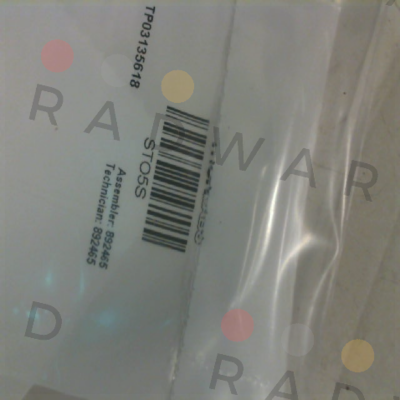 TP03135618
STO5S
Assembler: 892465
Technician: 892465
RADWAR
D
RAD